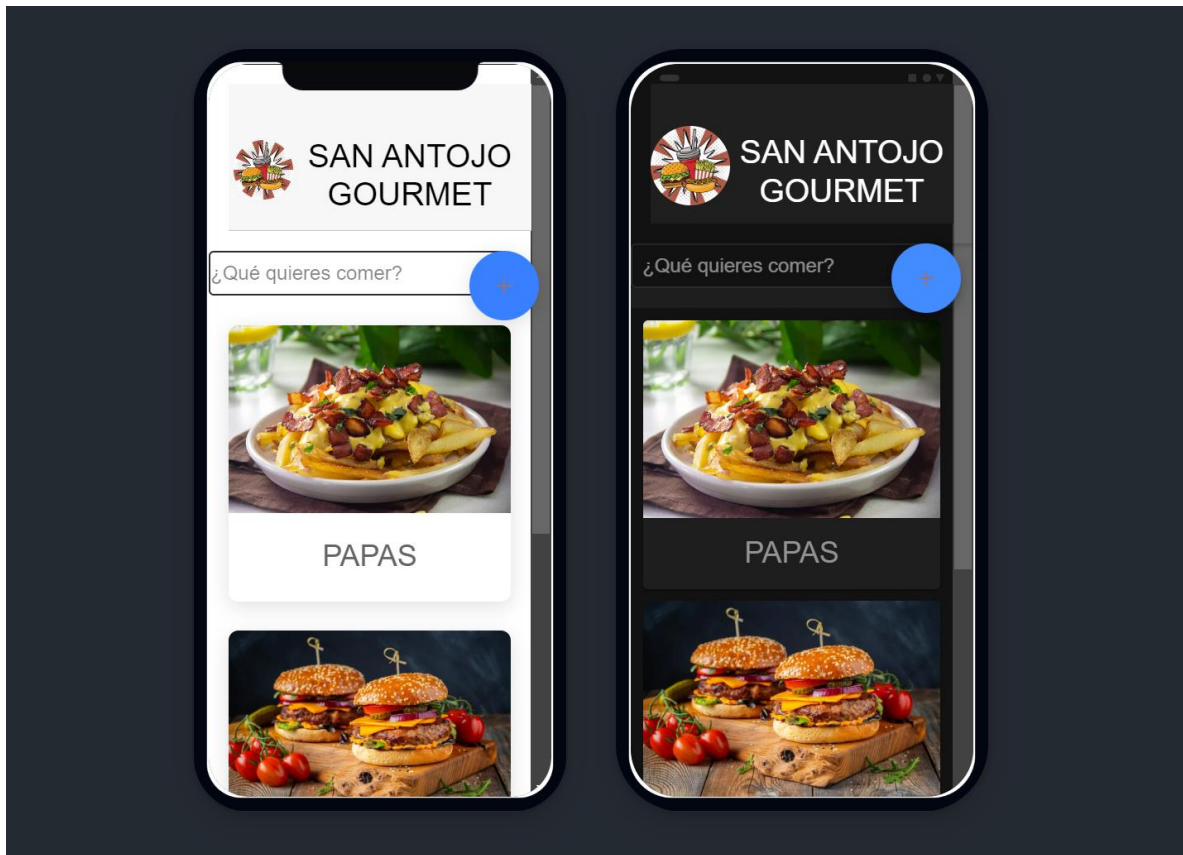 SAN ANTOJO
GOURMET
¿Qué quieres comer?
+
PAPAS
SAN ANTOJO
GOURMET
¿Qué quieres comer?
+
PAPAS